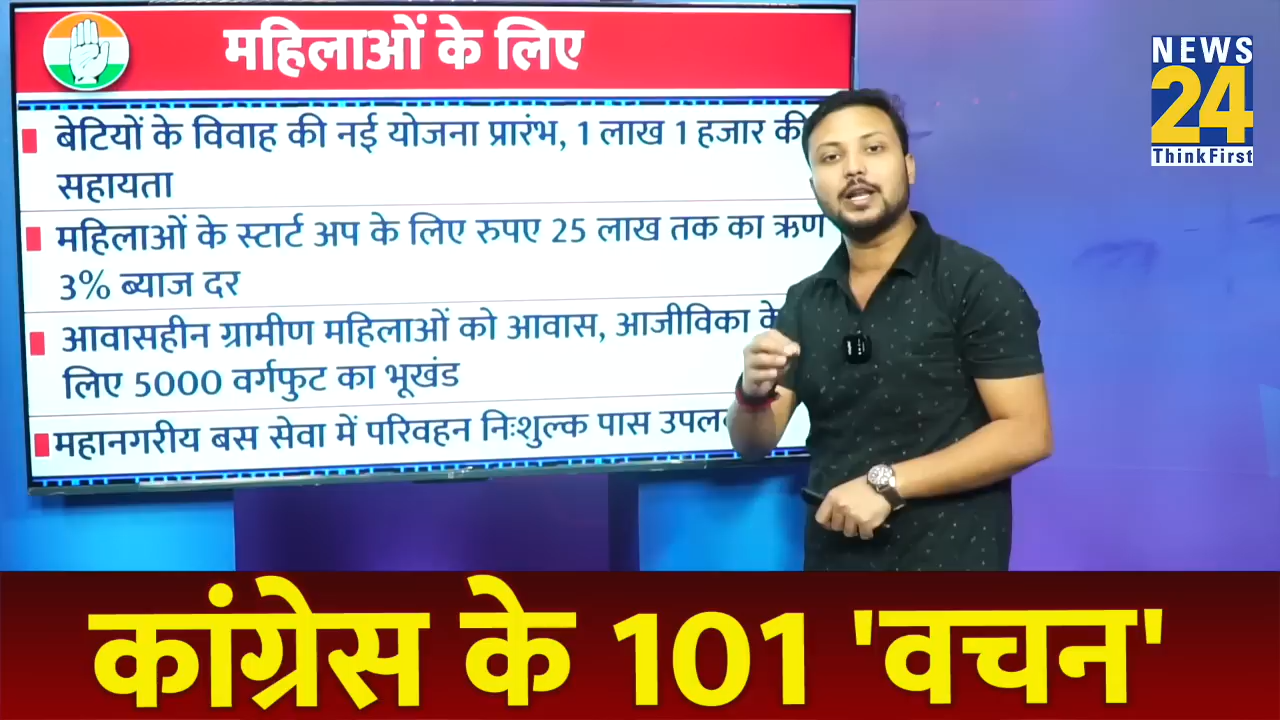 महिलाओं के लिए
बेटियों के विवाह की नई योजना प्रारंभ, 1 लाख 1 हजार की
सहायता
महिलाओं के स्टार्ट अप के लिए रुपए 25 लाख तक का ऋण
3% ब्याज दर
आवासहीन ग्रामीण महिलाओं को आवास, आजीविका के
लिए 5000 वर्गफुट का भूखंड
महानगरीय बस सेवा में परिवहन निःशुल्क पास
NEWS
24
ThinkFirst
कांग्रेस के 101 'वचन'